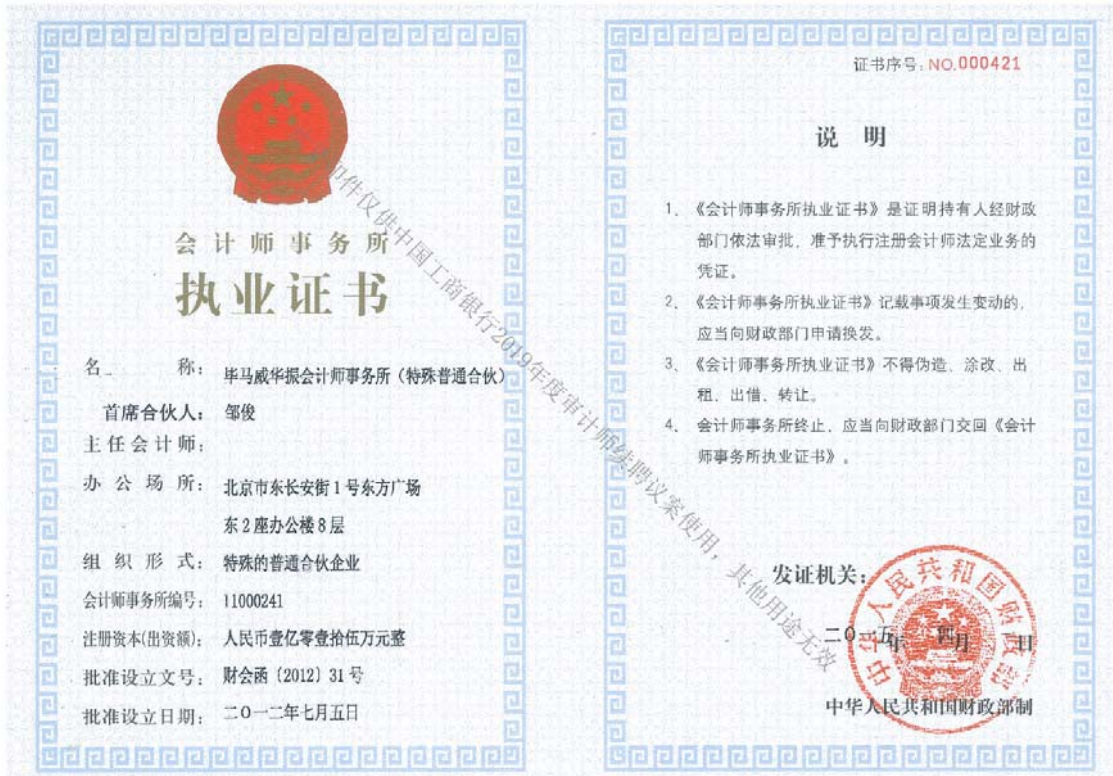 会计师事务所
执业证书
名 称： 毕马威华振会计师事务所（特殊普通合伙）
首席合伙人： 邹俊
主任会计师：
办公场所： 北京市东长安街1号东方广场
东2座办公楼8层
组织形式： 特殊的普通合伙企业
会计师事务所编号： 11000241
注册资本(出资额)： 人民币壹亿零壹拾伍万元整
批准设立文号： 财会函〔2012〕31号
批准设立日期： 二〇一二年七月五日
印件仅供中国工商银行2019年度审计师续聘议案使用，其他用途无效
证书序号：NO.000421
说 明
1、《会计师事务所执业证书》是证明持有人经财政
部门依法审批，准予执行注册会计师法定业务的
凭证。
2、《会计师事务所执业证书》记载事项发生变动的，
应当向财政部门申请换发。
3、《会计师事务所执业证书》不得伪造、涂改、出
租、出借、转让。
4、会计师事务所终止，应当向财政部门交回《会计
师事务所执业证书》。
发证机关：
中华人民共和国财政部
二〇一五年 四月 日
中华人民共和国财政部制